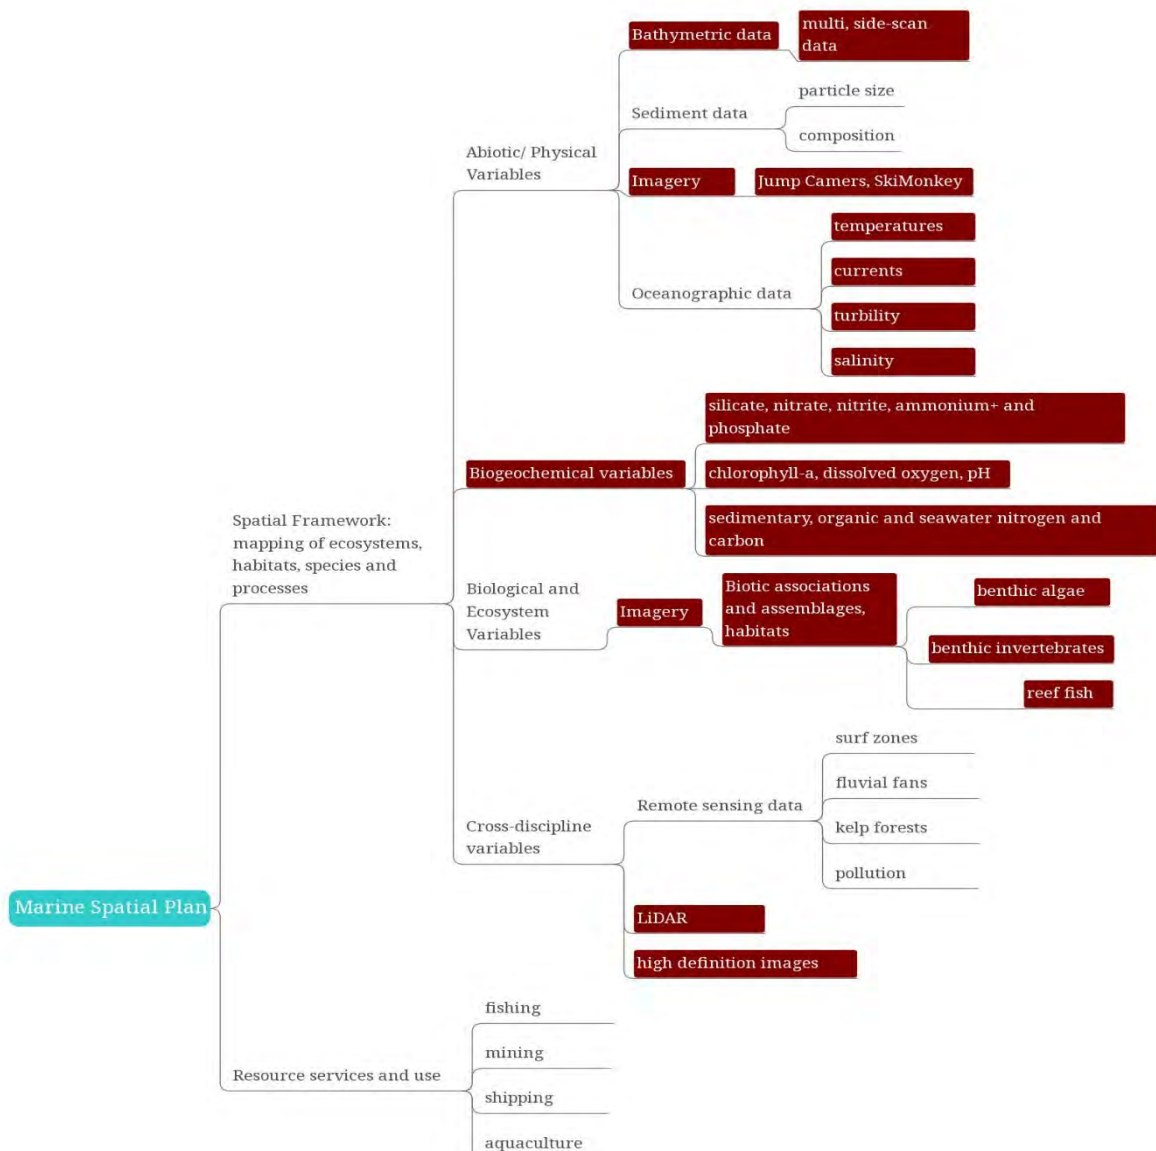 Bathymetric data
multi, side-scan
data
Sediment data
particle size
composition
Abiotic/ Physical
Variables
Imagery
Jump Camers, SkiMonkey
Oceanographic data
temperatures
currents
turbility
salinity
Biogeochemical variables
silicate, nitrate, nitrite, ammonium+ and
phosphate
chlorophyll-a, dissolved oxygen, pH
sedimentary, organic and seawater nitrogen and
carbon
Spatial Framework:
mapping of ecosystems,
habitats, species and
processes
Biological and
Ecosystem
Variables
Imagery
Biotic associations
and assemblages,
habitats
benthic algae
benthic invertebrates
reef fish
Cross-discipline
variables
Remote sensing data
surf zones
fluvial fans
kelp forests
pollution
LiDAR
high definition images
Marine Spatial Plan
Resource services and use
fishing
mining
shipping
aquaculture